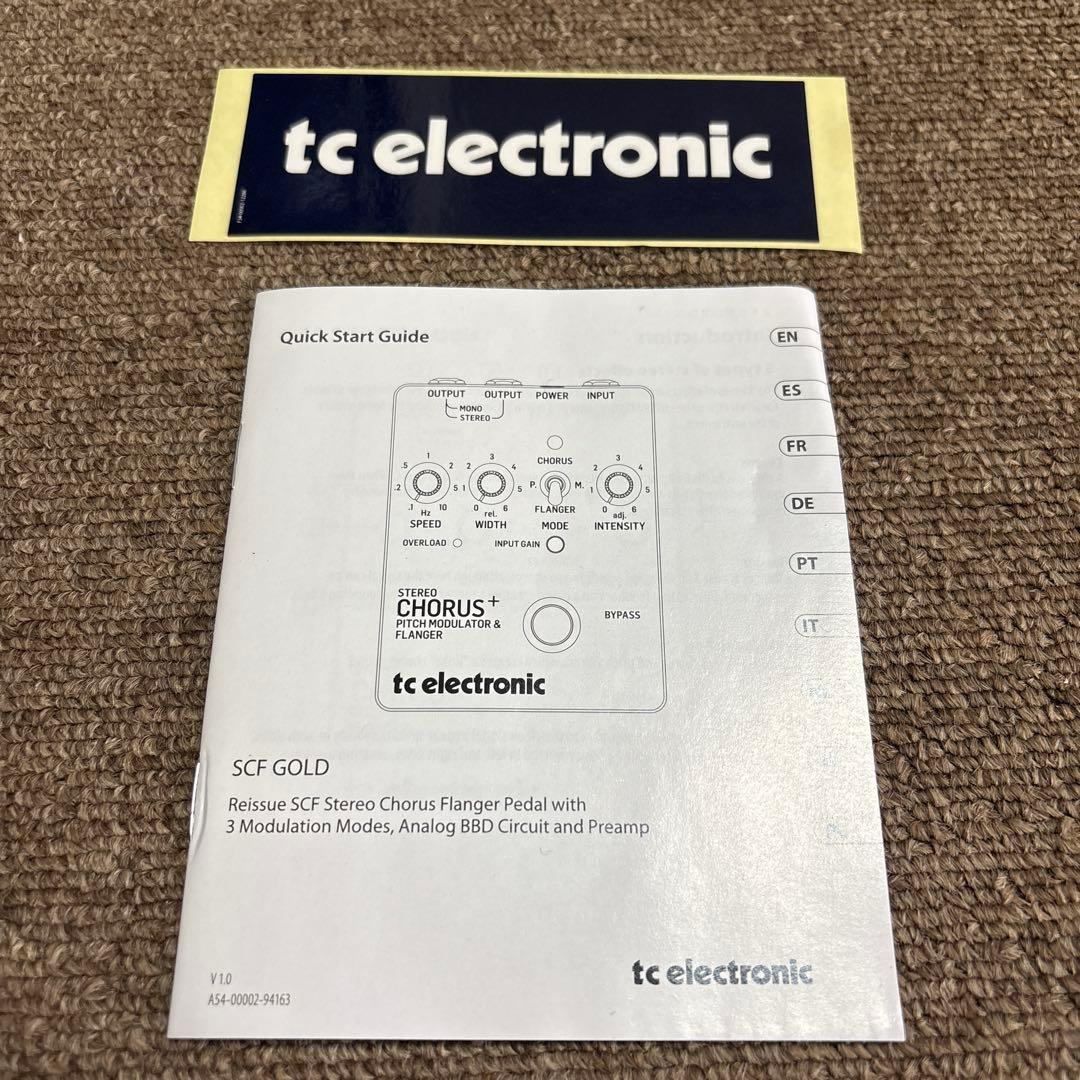 tc electronic
Quick Start Guide
EN
ES
FR
DE
PT
IT
OUTPUT OUTPUT POWER INPUT
MONO
STEREO
CHORUS
P. M.
FLANGER
.1 .2 .5 1 2 5 10
Hz
SPEED
0 1 2 3 4 5 6
rel.
WIDTH
MODE
0 1 2 3 4 5 6
adj.
INTENSITY
OVERLOAD
INPUT GAIN
STEREO
CHORUS+
PITCH MODULATOR &
FLANGER
BYPASS
tc electronic
SCF GOLD
Reissue SCF Stereo Chorus Flanger Pedal with
3 Modulation Modes, Analog BBD Circuit and Preamp
V 1.0
A54-00002-94163
tc electronic